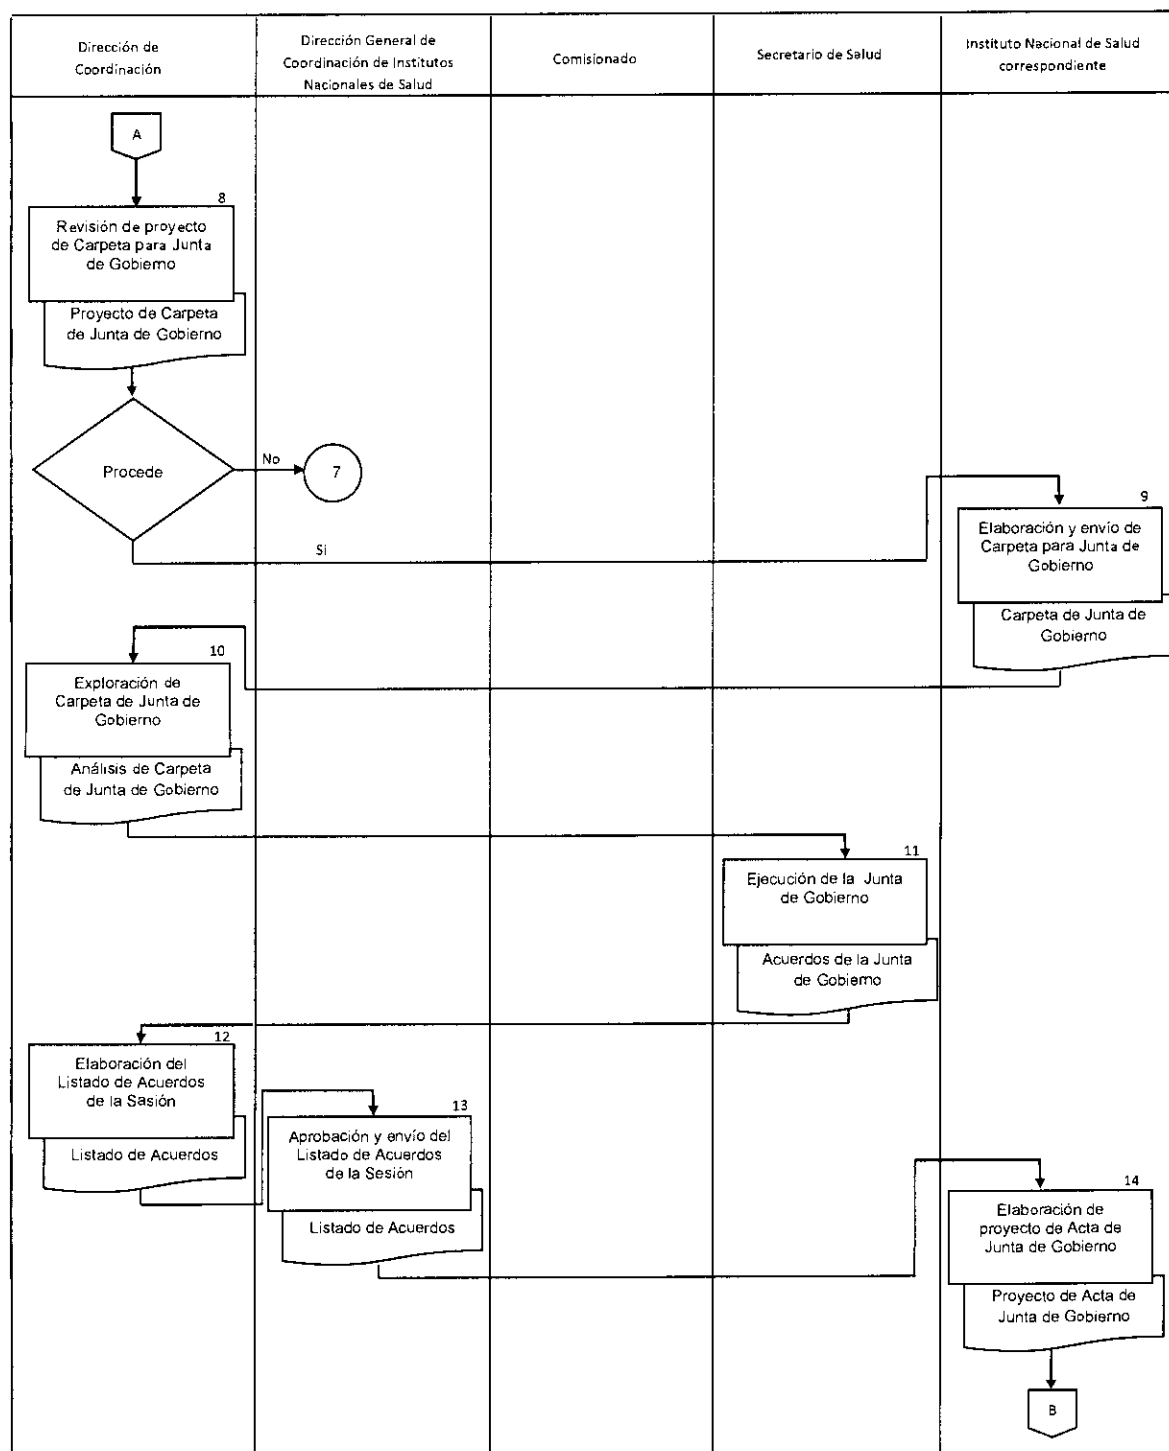 Dirección de
Coordinación
Dirección General de
Coordinación de Institutos
Nacionales de Salud
Comisionado
Secretario de Salud
Instituto Nacional de Salud
correspondiente
A
8
Revisión de proyecto
de Carpeta para Junta
de Gobierno
Proyecto de Carpeta
de Junta de Gobierno
Procede
No
7
Si
9
Elaboración y envío de
Carpeta para Junta de
Gobierno
Carpeta de Junta de
Gobierno
10
Exploración de
Carpeta de Junta de
Gobierno
Análisis de Carpeta
de Junta de Gobierno
11
Ejecución de la Junta
de Gobierno
Acuerdos de la Junta
de Gobierno
12
Elaboración del
Listado de Acuerdos
de la Sasión
Listado de Acuerdos
13
Aprobación y envío del
Listado de Acuerdos
de la Sesión
Listado de Acuerdos
14
Elaboración de
proyecto de Acta de
Junta de Gobierno
Proyecto de Acta de
Junta de Gobierno
B